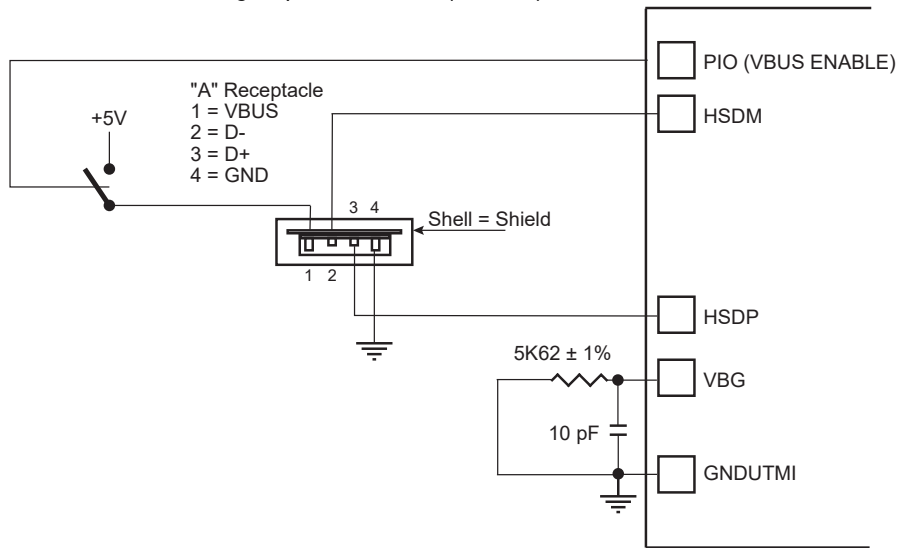 PIO (VBUS ENABLE)
"A" Receptacle
1 = VBUS
2 = D-
3 = D+
4 = GND
+5V
HSDM
3 4
Shell = Shield
1 2
HSDP
5K62 ± 1%
VBG
10 pF
GNDUTMI